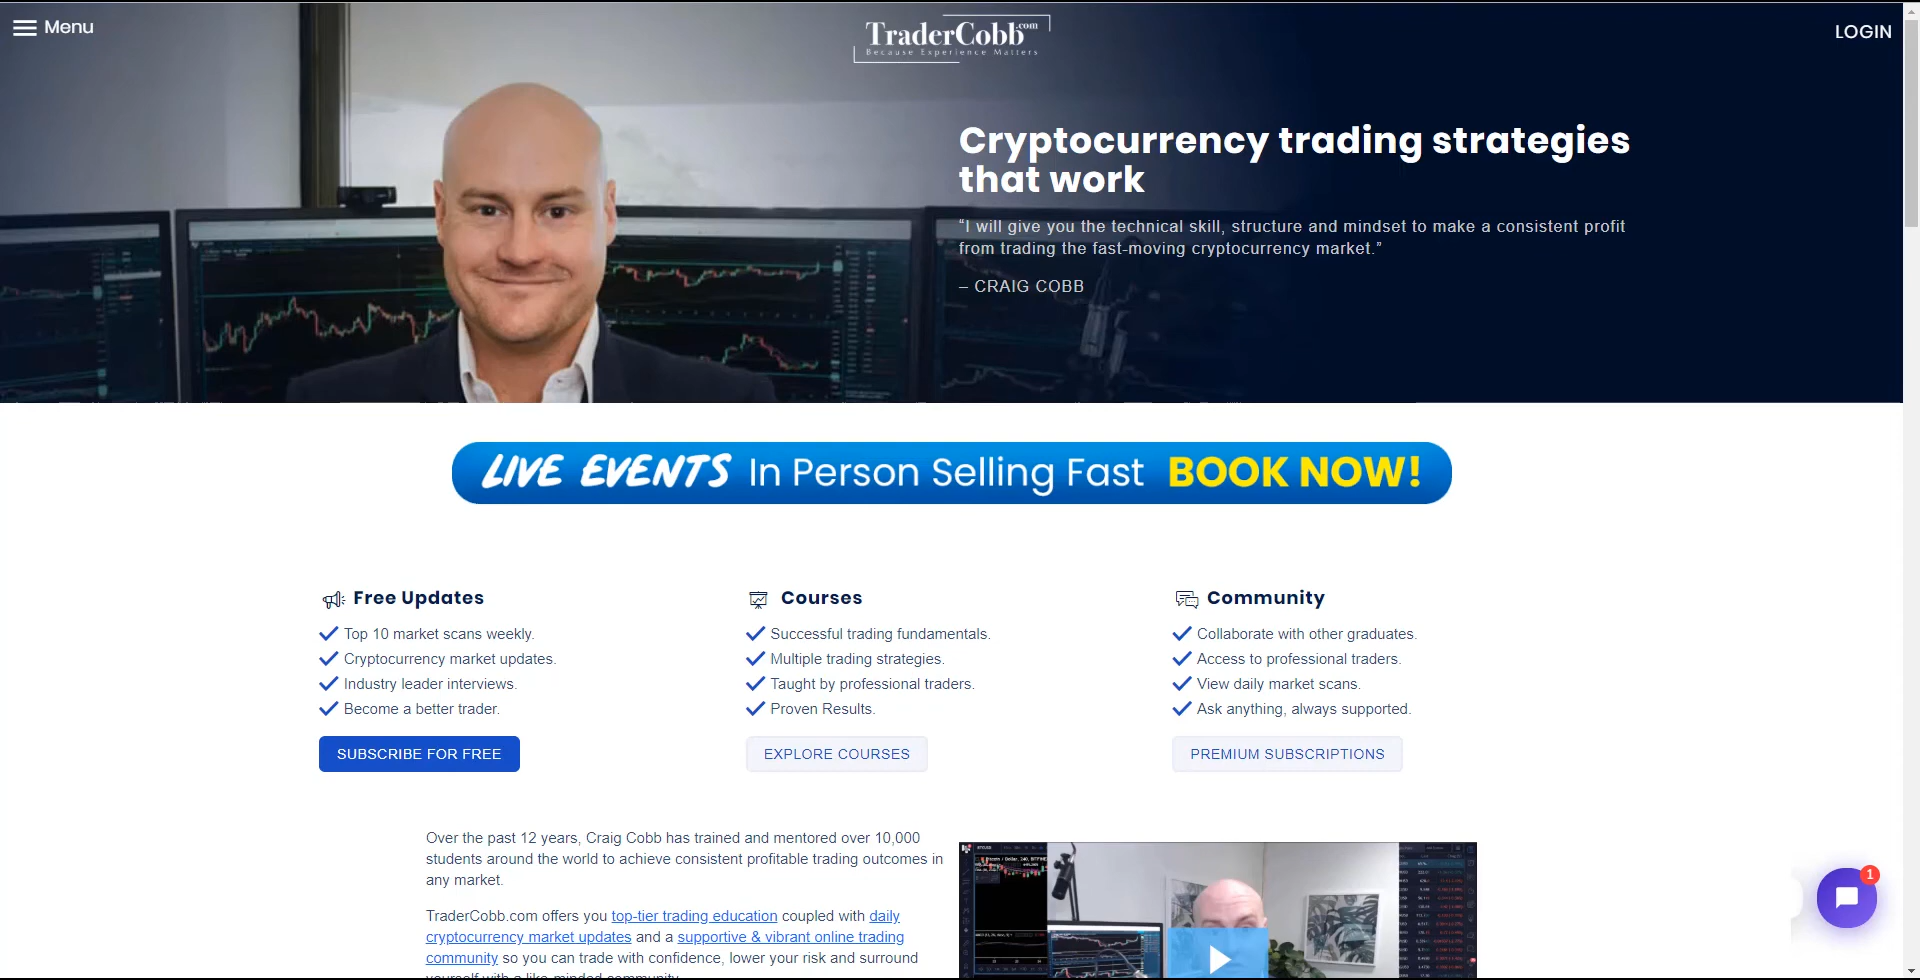 Menu
TraderCobb.com
Because Experience Matters
LOGIN
Cryptocurrency trading strategies
that work
“I will give you the technical skill, structure and mindset to make a consistent profit
from trading the fast-moving cryptocurrency market.”
– CRAIG COBB
LIVE EVENTS In Person Selling Fast BOOK NOW!
Free Updates
Top 10 market scans weekly.
Cryptocurrency market updates.
Industry leader interviews.
Become a better trader.
SUBSCRIBE FOR FREE
Courses
Successful trading fundamentals.
Multiple trading strategies.
Taught by professional traders.
Proven Results.
EXPLORE COURSES
Community
Collaborate with other graduates.
Access to professional traders.
View daily market scans.
Ask anything, always supported.
PREMIUM SUBSCRIPTIONS
Over the past 12 years, Craig Cobb has trained and mentored over 10,000
students around the world to achieve consistent profitable trading outcomes in
any market.
TraderCobb.com offers you top-tier trading education coupled with daily
cryptocurrency market updates and a supportive & vibrant online trading
community so you can trade with confidence, lower your risk and surround
yourself with a like-minded community.
1